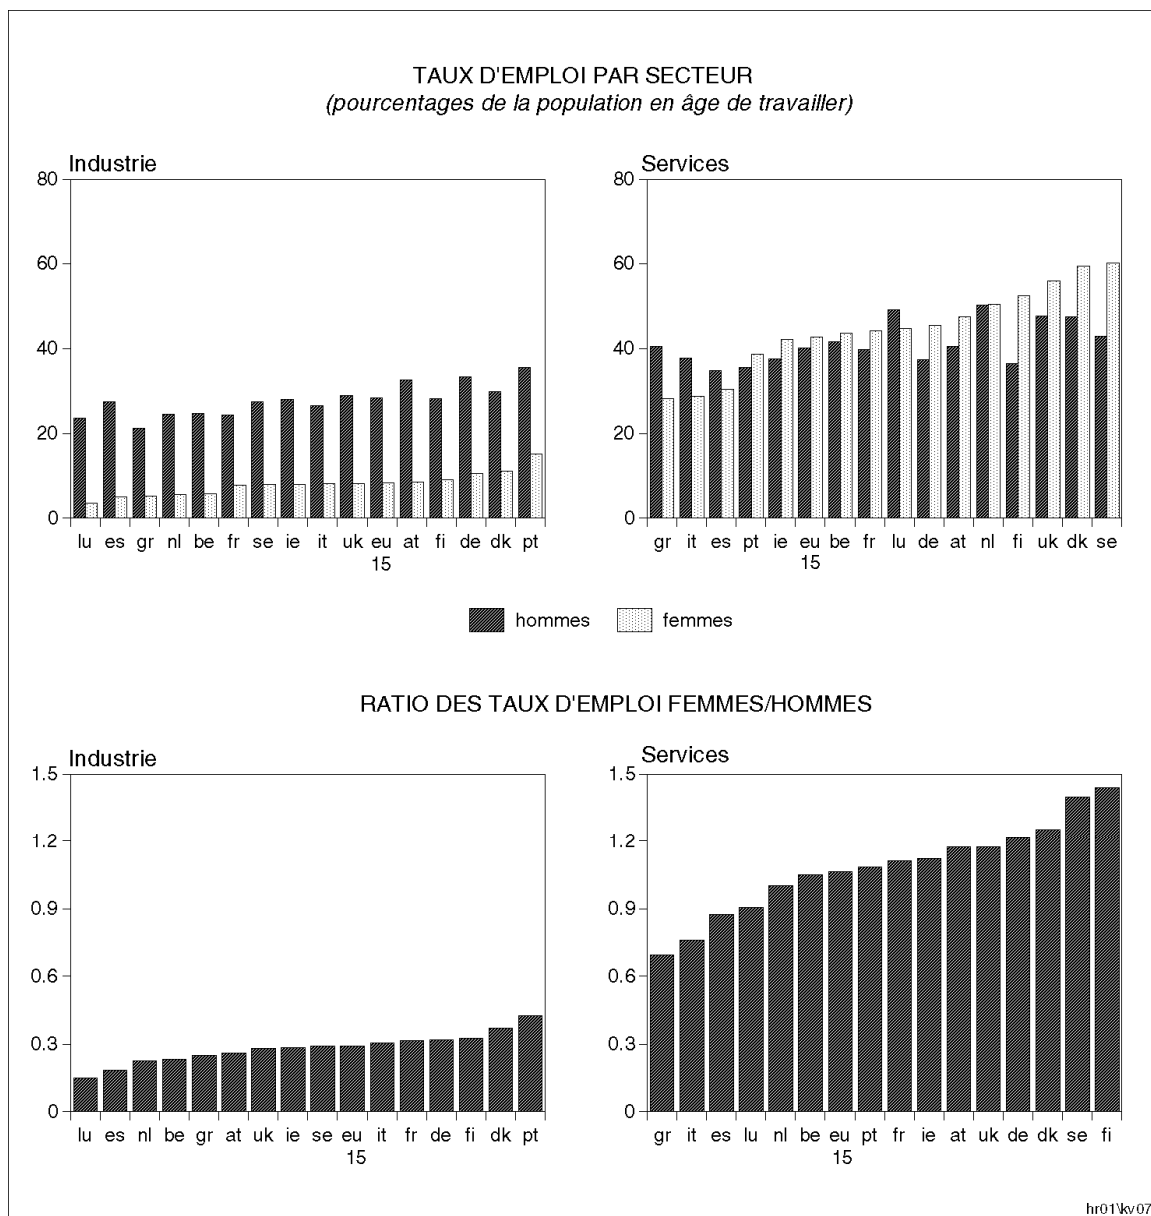 TAUX D'EMPLOI PAR SECTEUR
(pourcentages de la population en âge de travailler)
Industrie
80
60
40
20
0
lu es gr nl be fr se ie it uk eu at fi de dk pt
15
Services
80
60
40
20
0
gr it es pt ie eu be fr lu de at nl fi uk dk se
15
hommes femmes
RATIO DES TAUX D'EMPLOI FEMMES/HOMMES
Industrie
1.5
1.2
0.9
0.6
0.3
0
lu es nl be gr at uk ie se eu it fr de fi dk pt
15
Services
1.5
1.2
0.9
0.6
0.3
0
gr it es lu nl be eu pt fr ie at uk de dk se fi
15
hr01\kv07